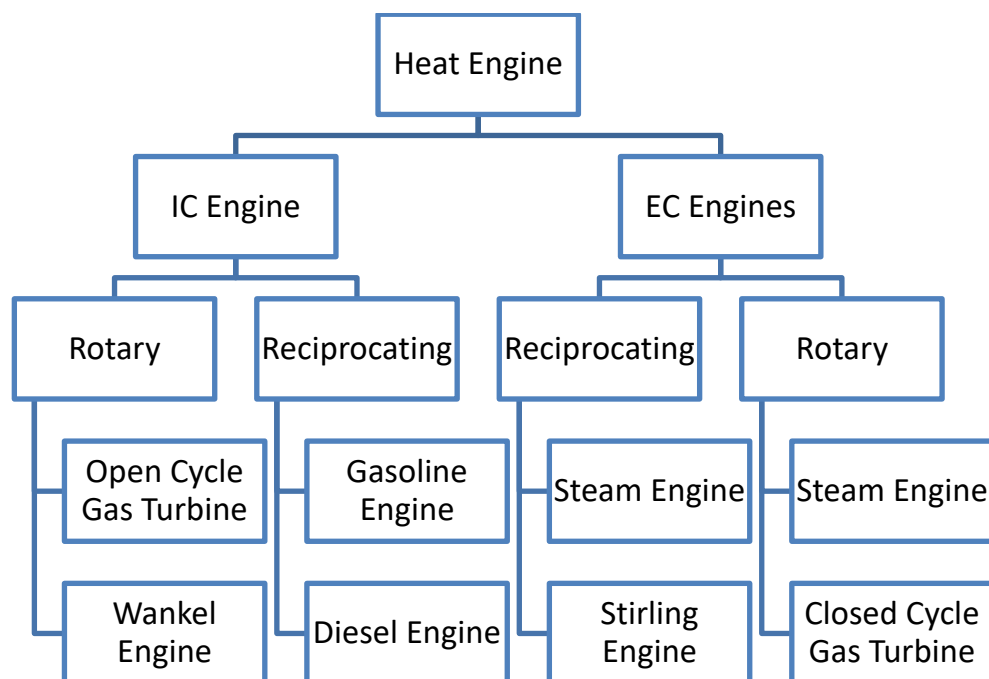 Heat Engine
IC Engine
EC Engines
Rotary
Reciprocating
Reciprocating
Rotary
Open Cycle
Gas Turbine
Gasoline
Engine
Steam Engine
Steam Engine
Wankel
Engine
Diesel Engine
Stirling
Engine
Closed Cycle
Gas Turbine